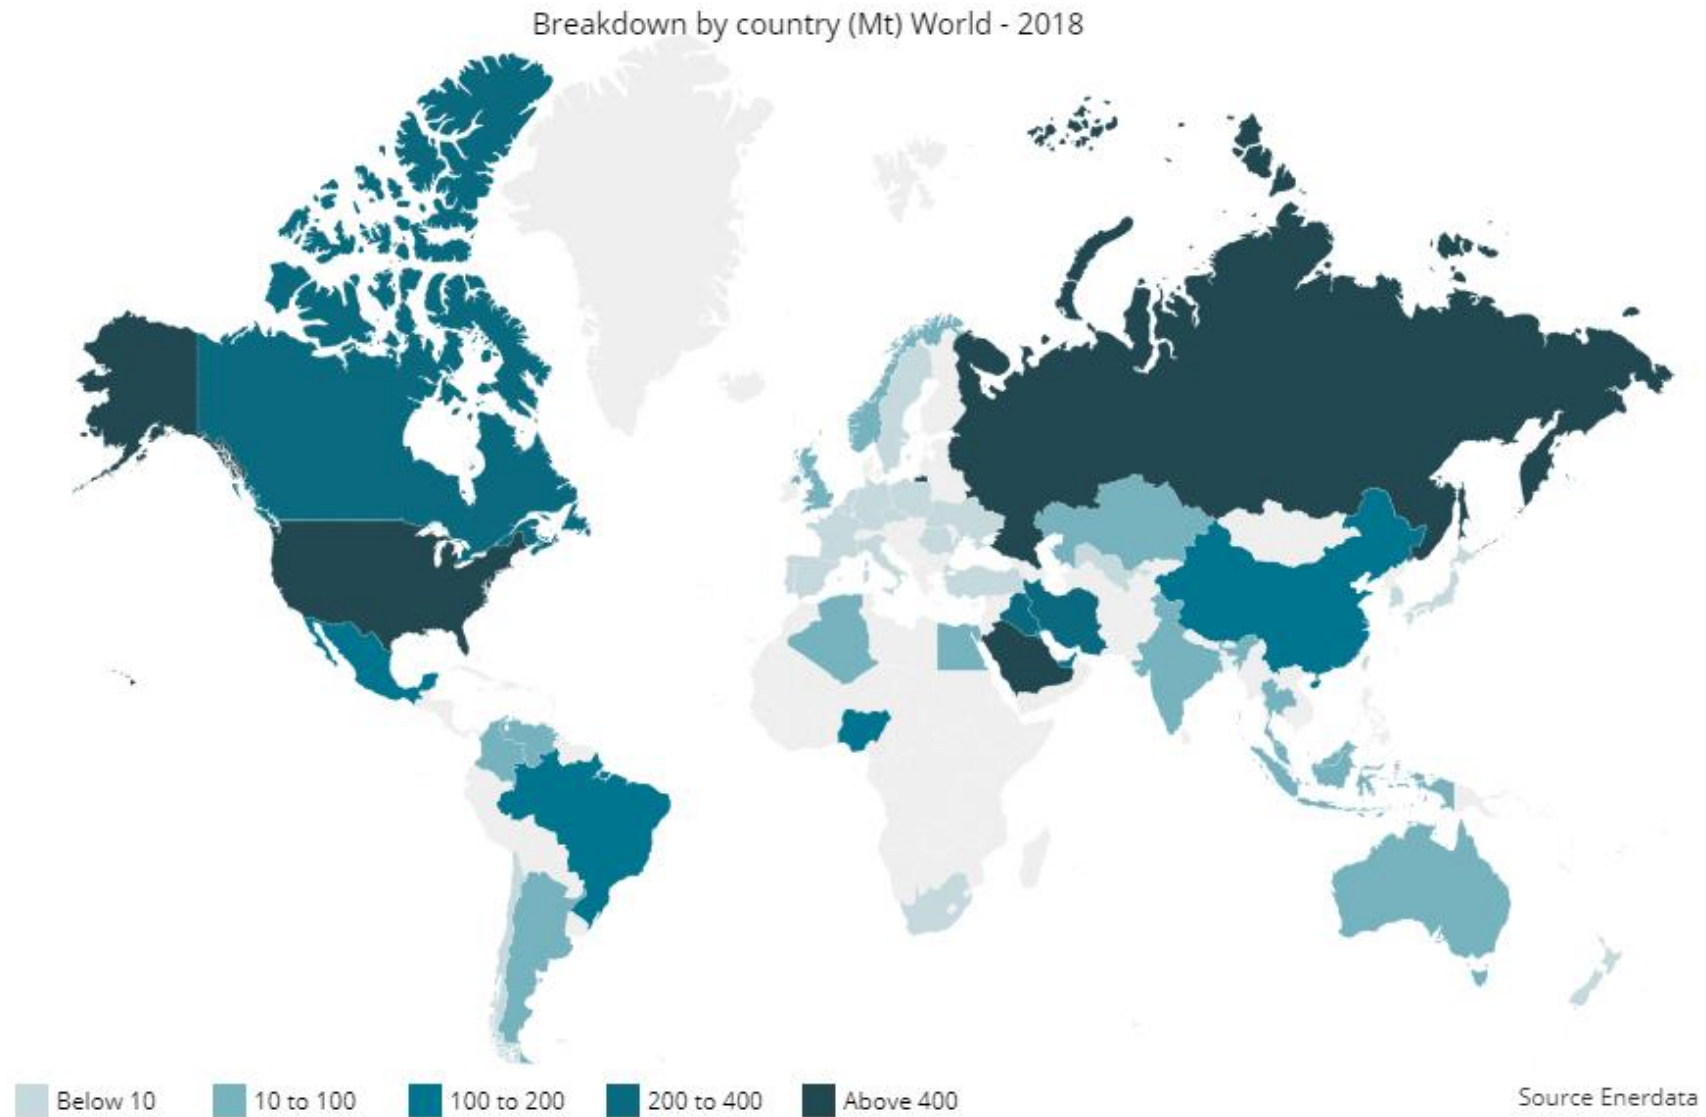 Breakdown by country (Mt) World - 2018
Below 10
10 to 100
100 to 200
200 to 400
Above 400
Source Enerdata